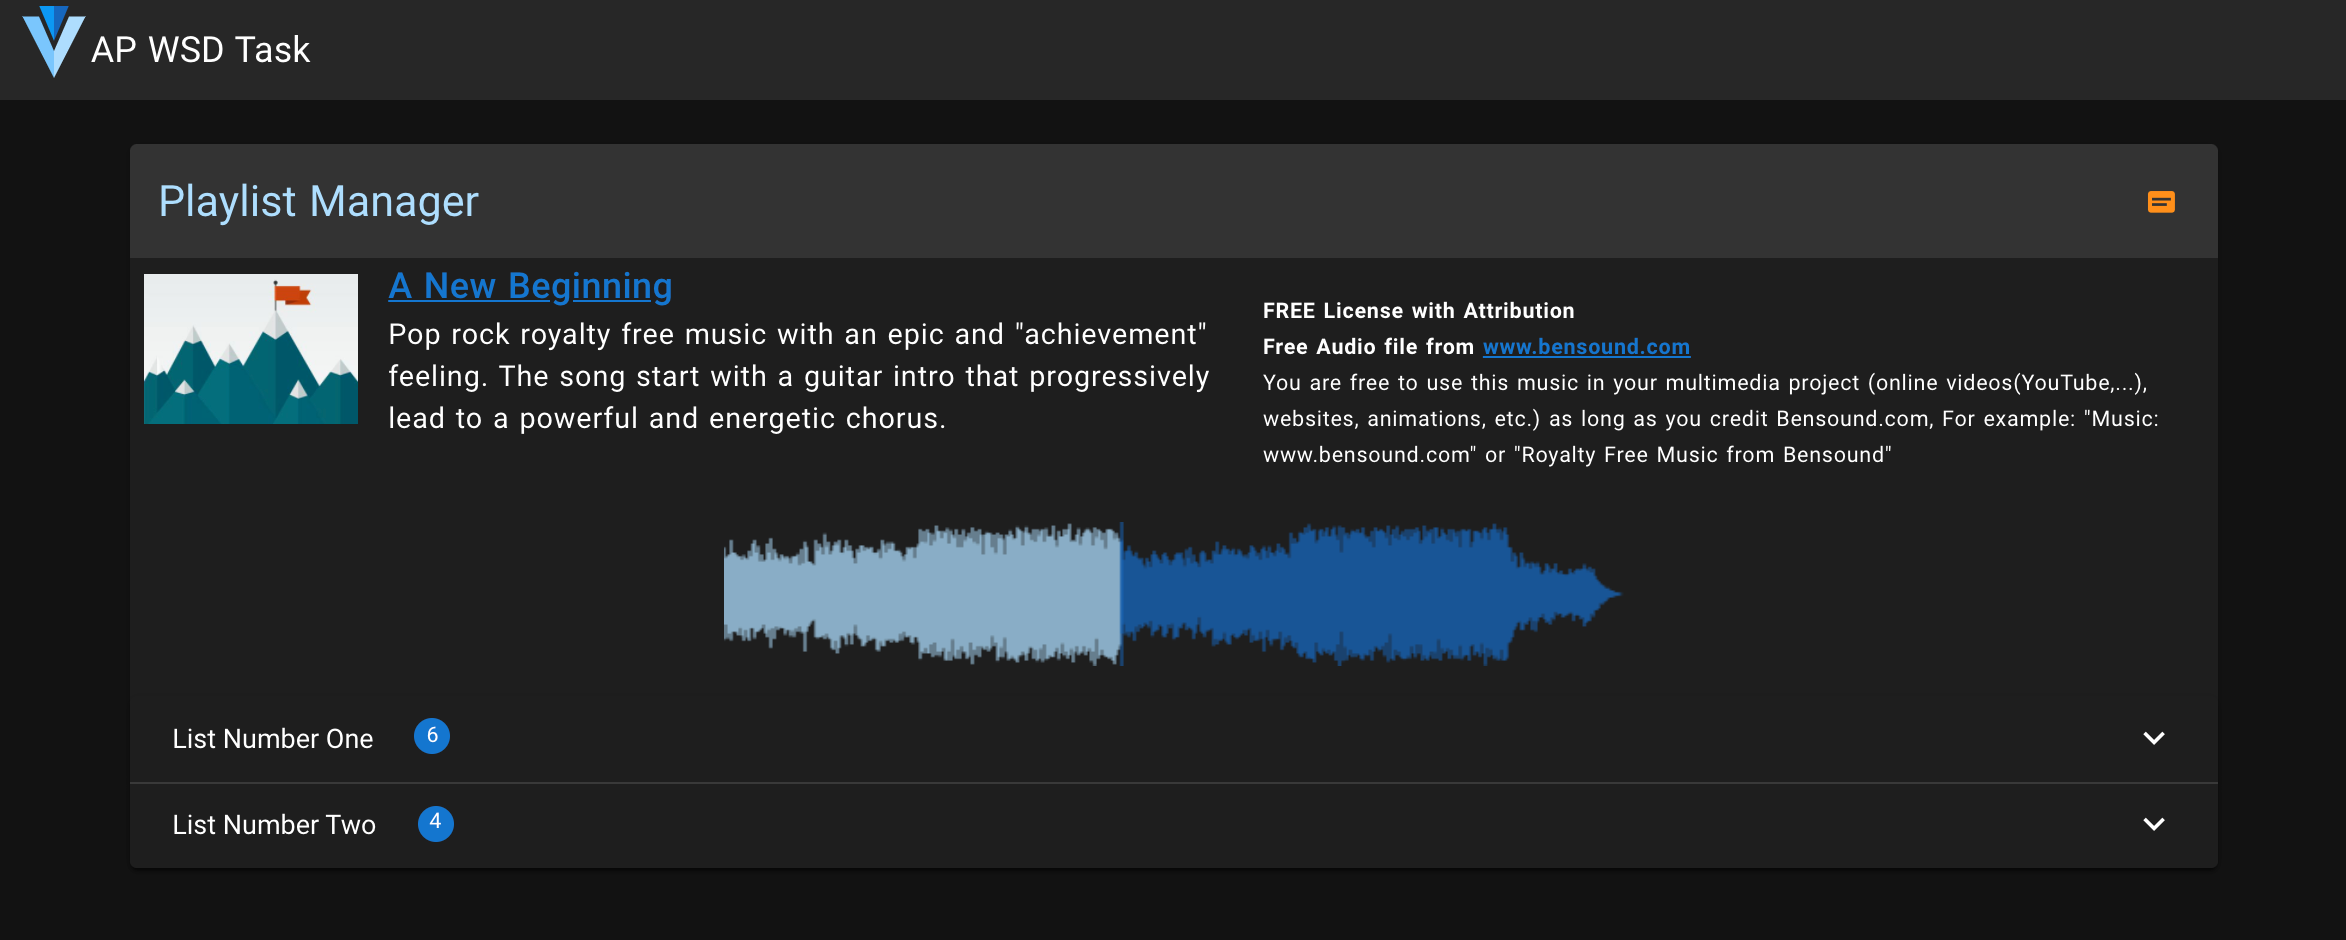 AP WSD Task
Playlist Manager
A New Beginning
Pop rock royalty free music with an epic and "achievement"
feeling. The song start with a guitar intro that progressively
lead to a powerful and energetic chorus.
FREE License with Attribution
Free Audio file from www.bensound.com
You are free to use this music in your multimedia project (online videos(YouTube,...),
websites, animations, etc.) as long as you credit Bensound.com, For example: "Music:
www.bensound.com" or "Royalty Free Music from Bensound"
List Number One 6
List Number Two 4